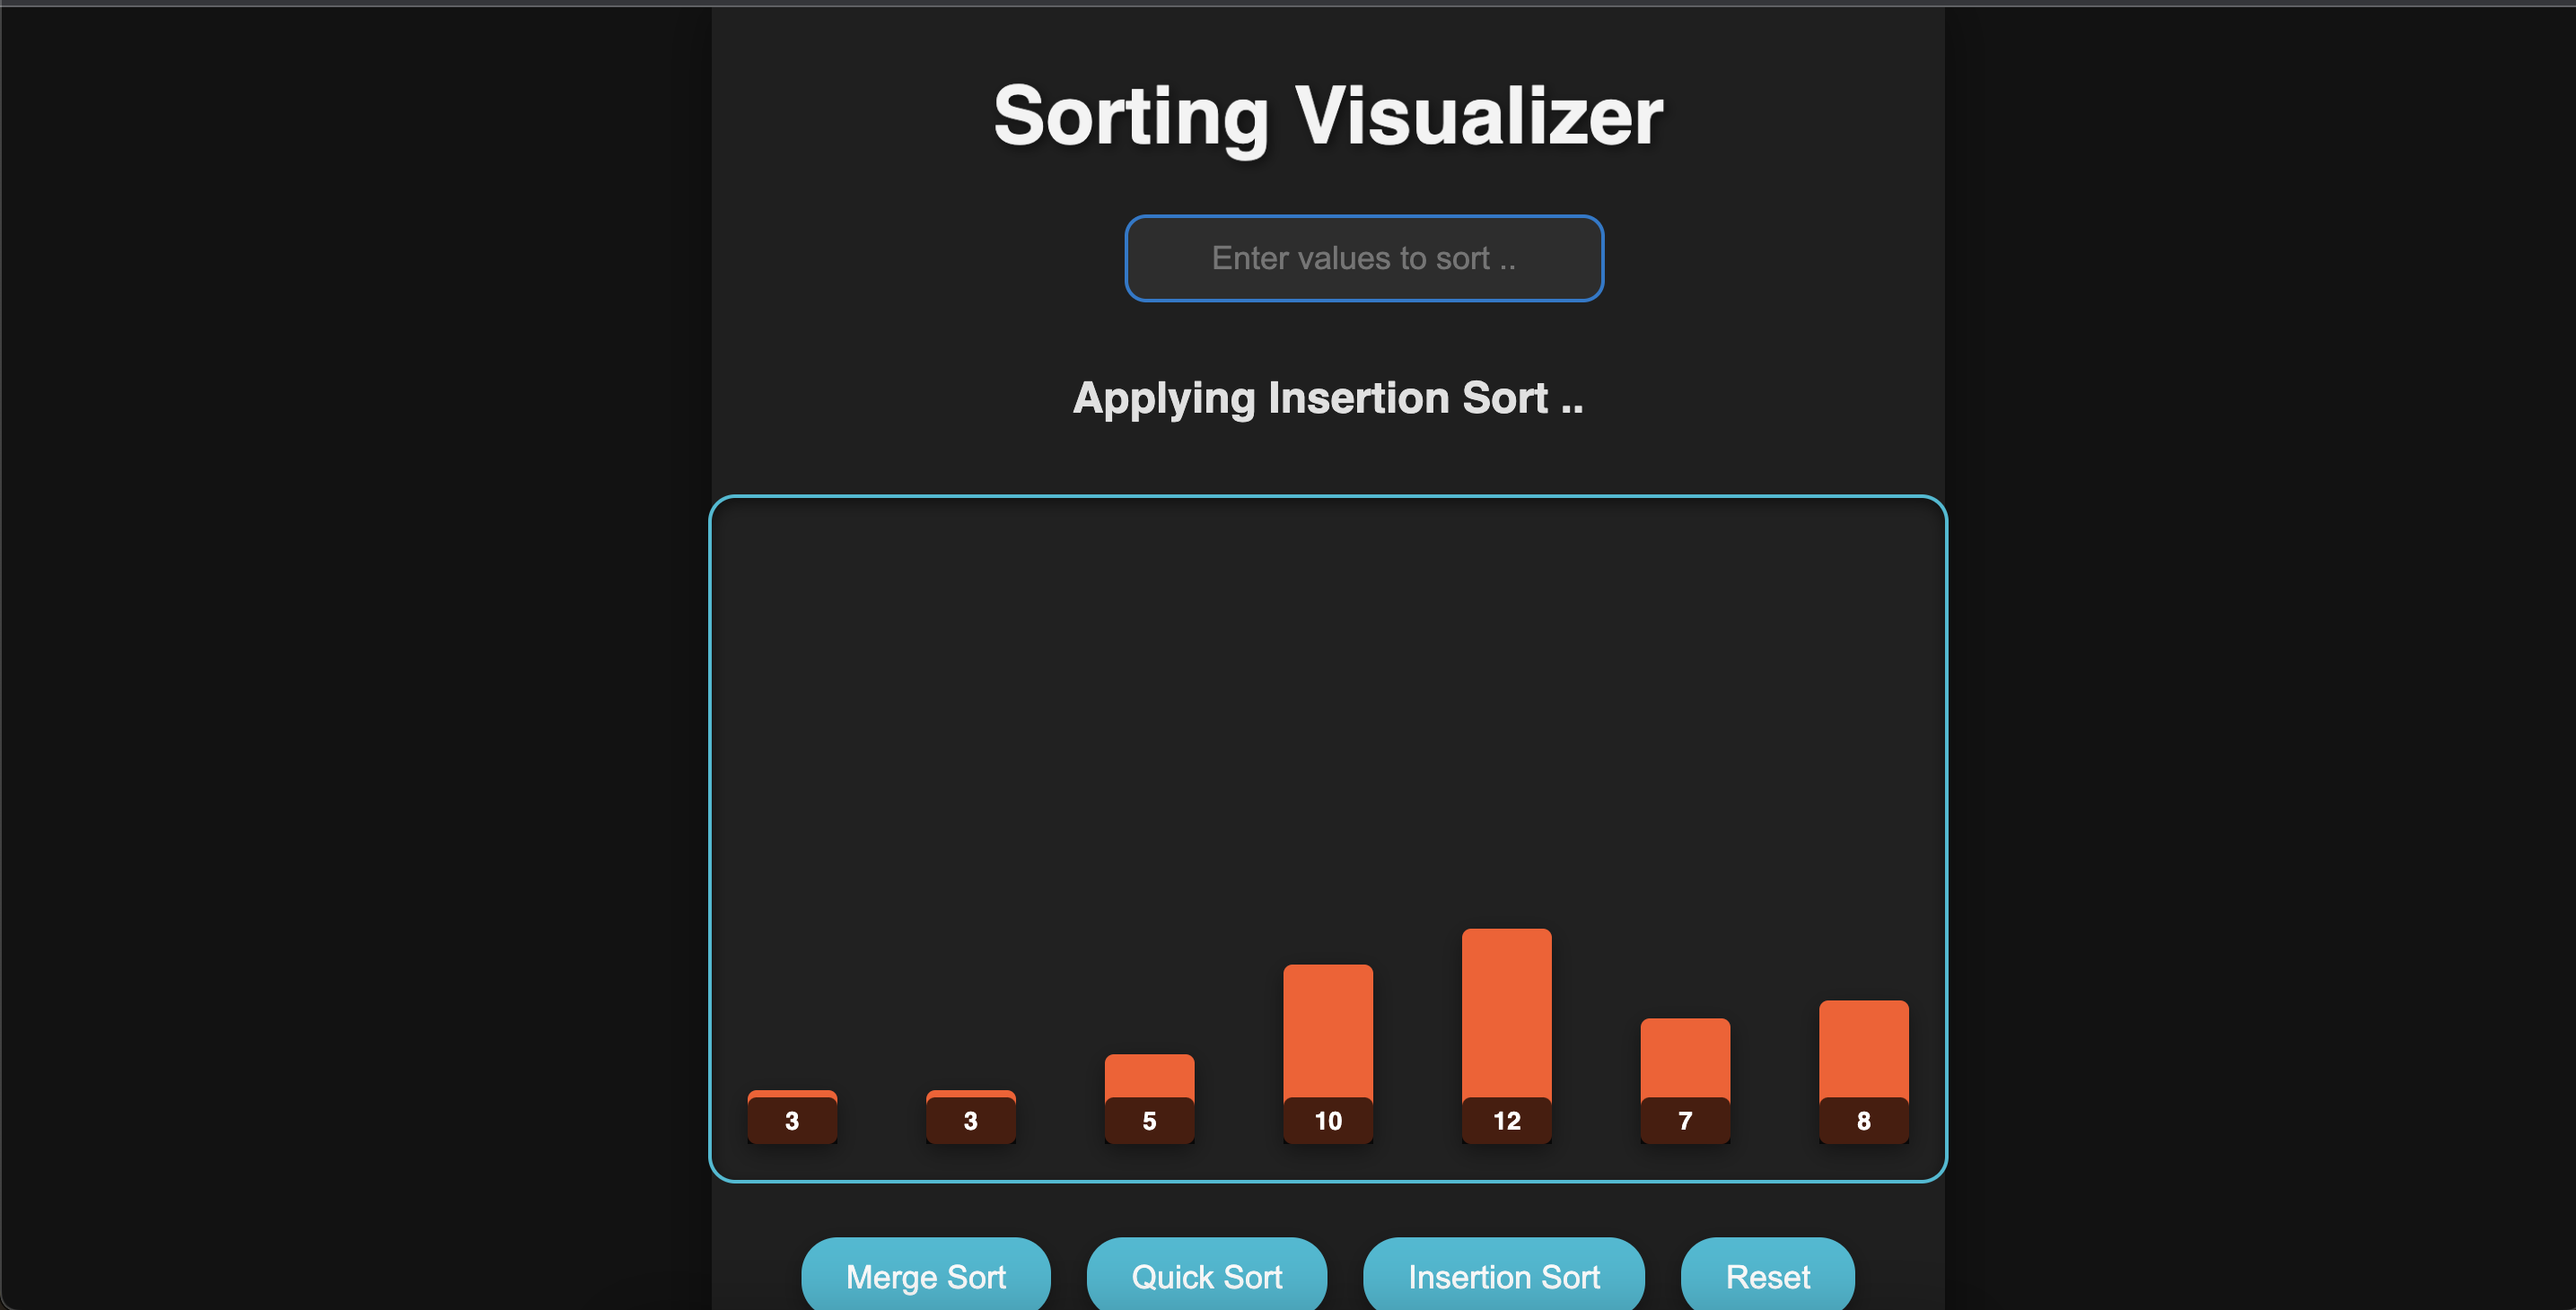 Sorting Visualizer
Enter values to sort ..
Applying Insertion Sort ..
3 3 5 10 12 7 8
Merge Sort Quick Sort Insertion Sort Reset